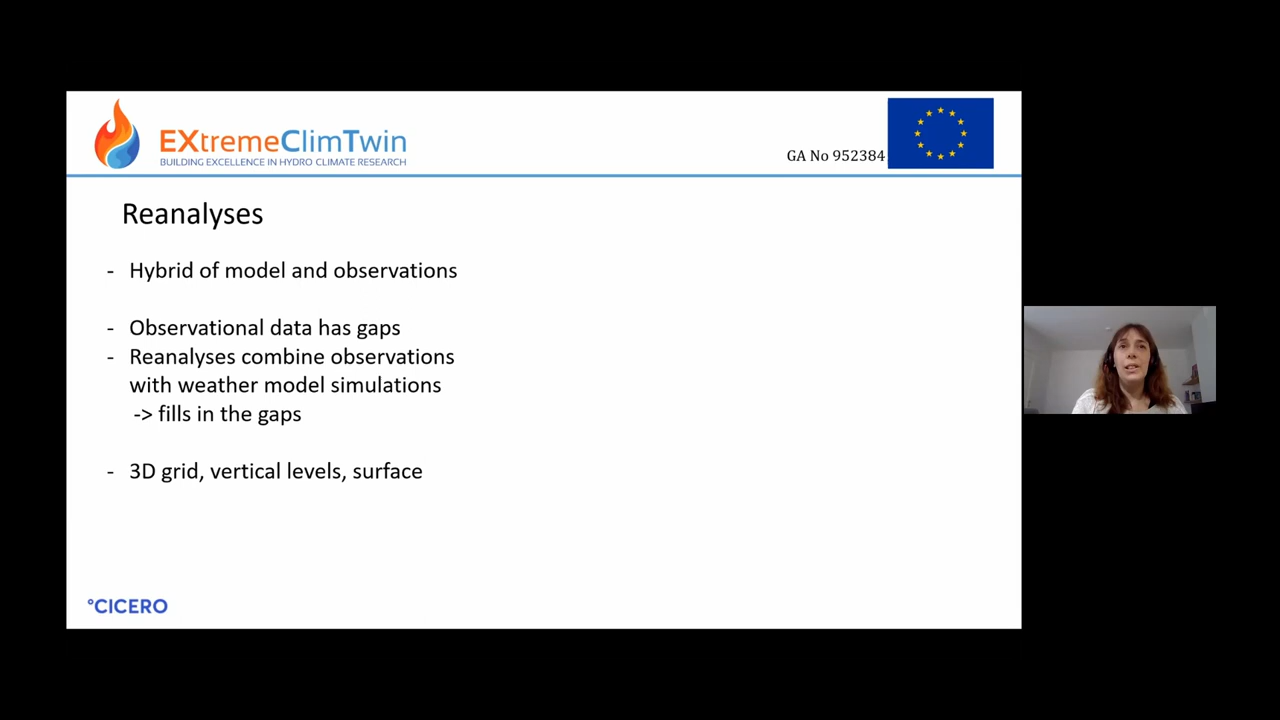 EXtremeClimTwin
BUILDING EXCELLENCE IN HYDRO CLIMATE RESEARCH
GA No 952384
Reanalyses
- Hybrid of model and observations
- Observational data has gaps
- Reanalyses combine observations
with weather model simulations
-> fills in the gaps
- 3D grid, vertical levels, surface
°CICERO